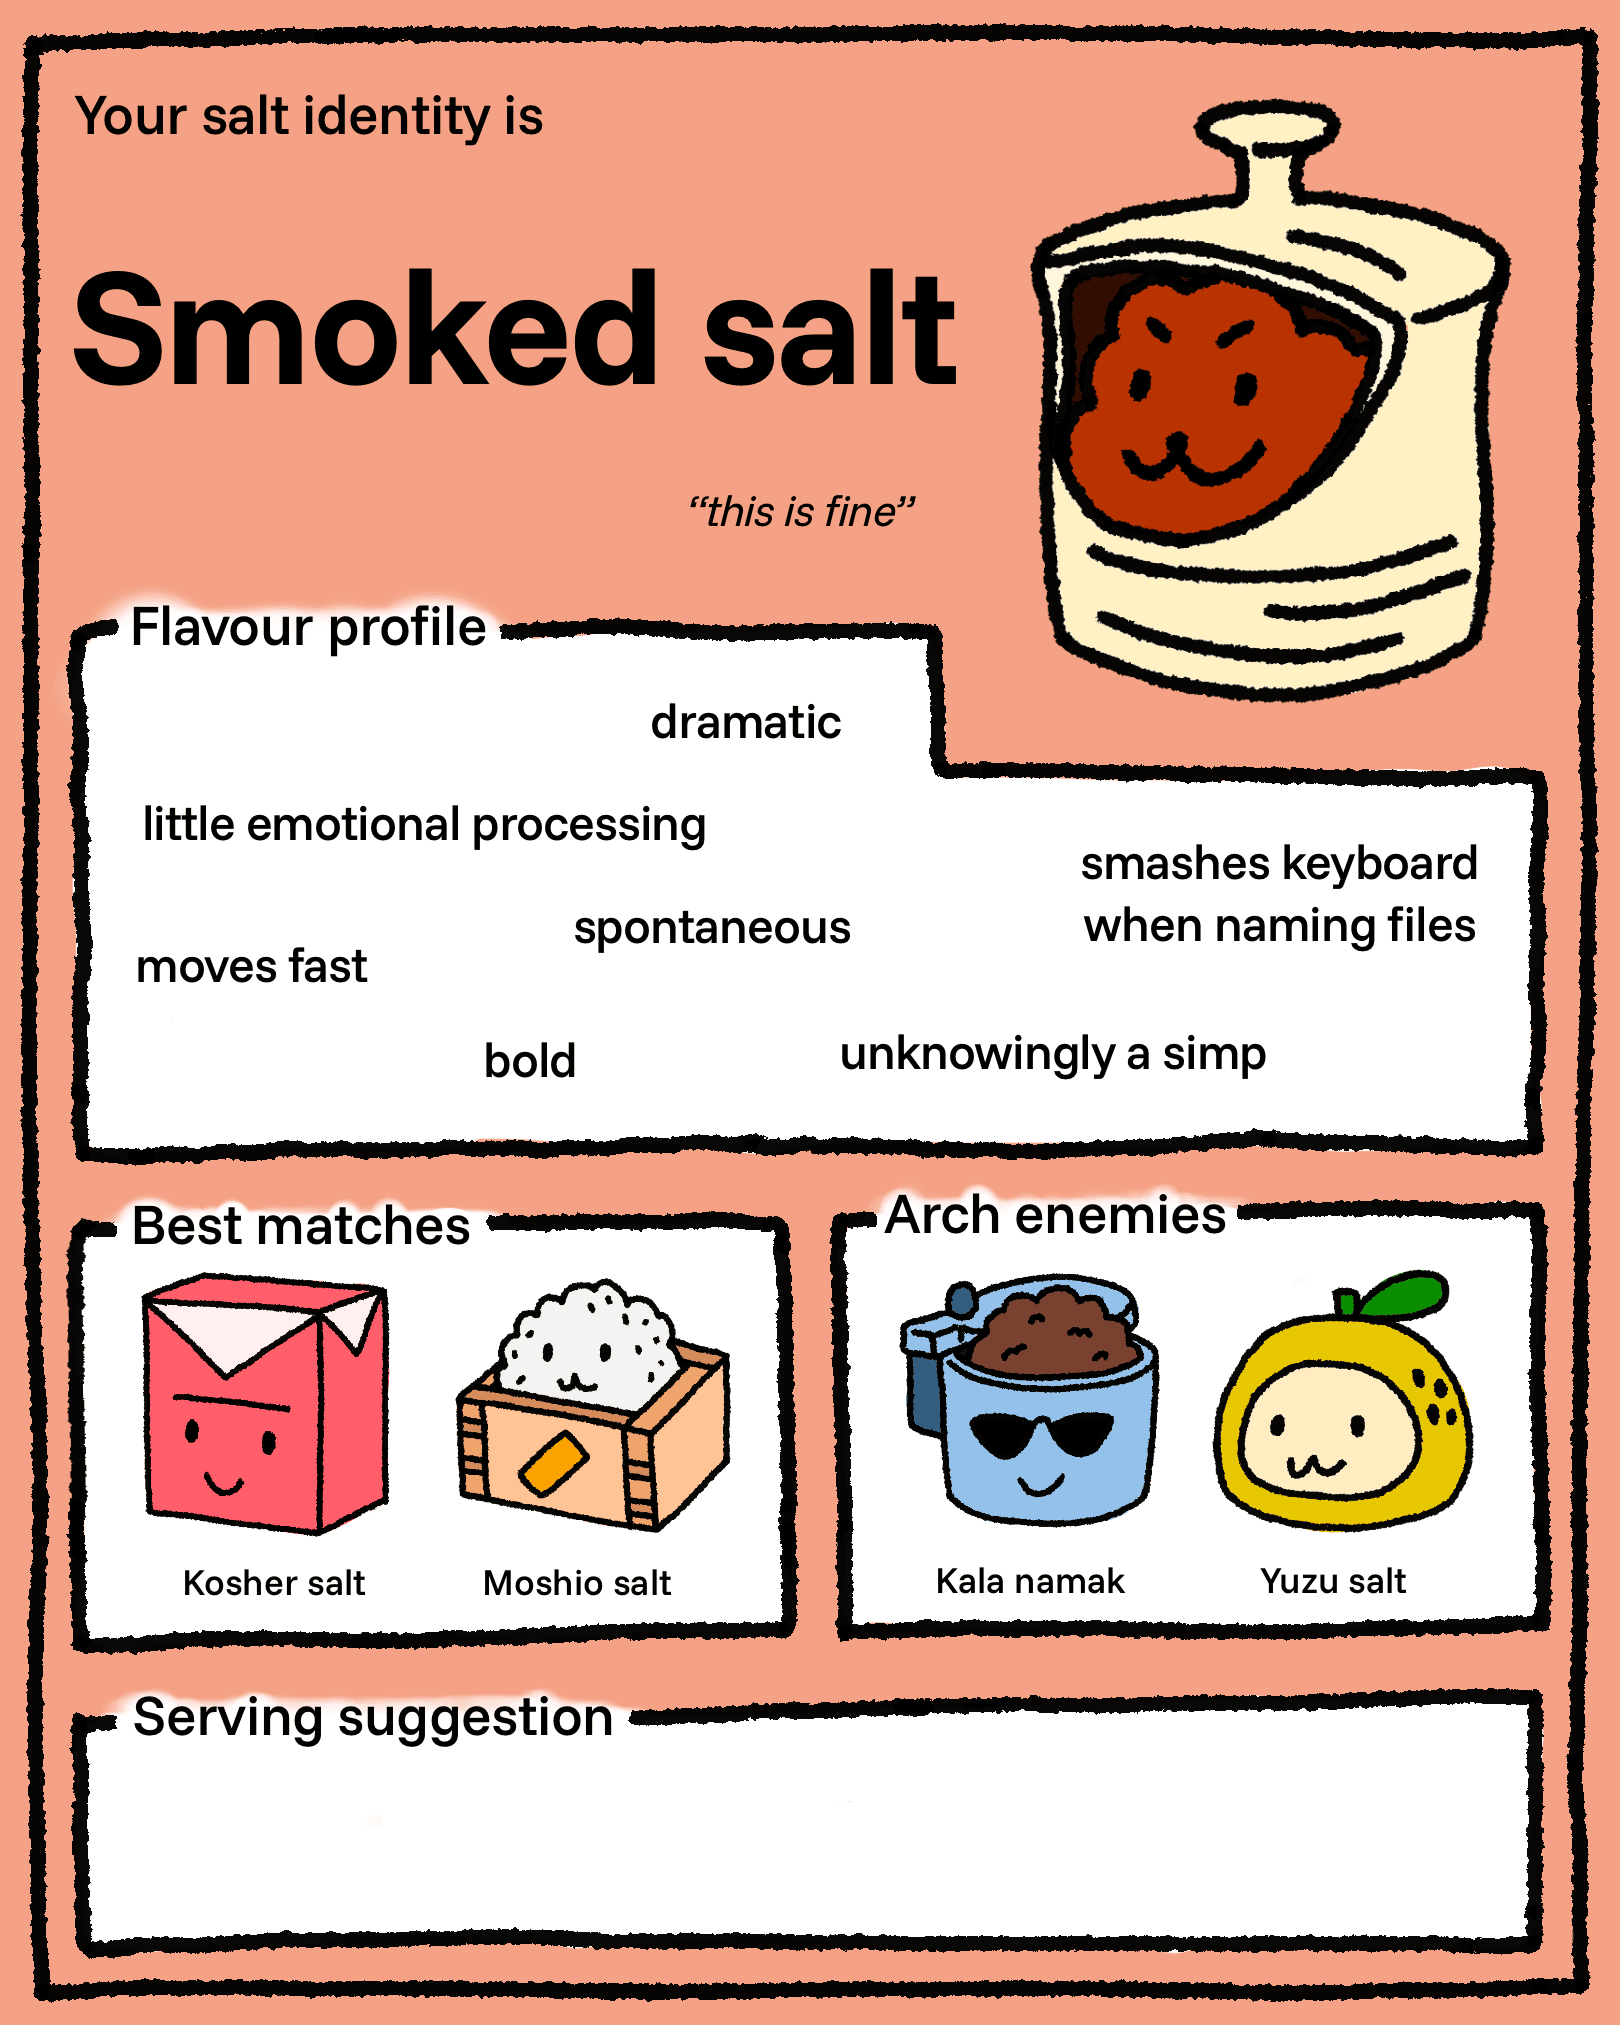 Your salt identity is
Smoked salt
“this is fine”
Flavour profile
dramatic
little emotional processing
smashes keyboard
when naming files
spontaneous
moves fast
bold
unknowingly a simp
Best matches
Kosher salt
Moshio salt
Arch enemies
Kala namak
Yuzu salt
Serving suggestion